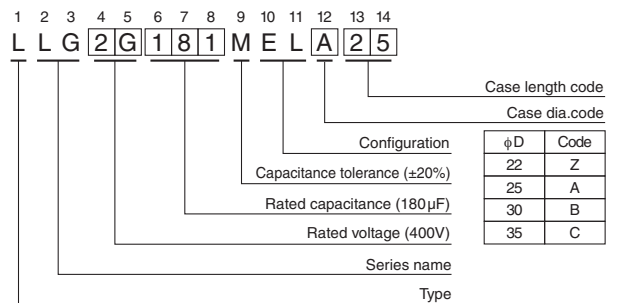 1 2 3 4 5 6 7 8 9 10 11 12 13 14
L L G 2 G 1 8 1 M E L A 2 5
Case length code
Case dia.code
Configuration
Capacitance tolerance (±20%)
Rated capacitance (180µF)
Rated voltage (400V)
Series name
Type
ϕD Code
22 Z
25 A
30 B
35 C